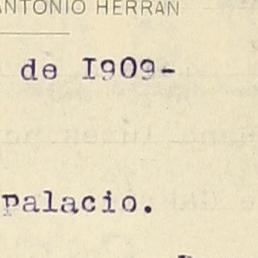 ANTONIO HERRAN
de I909-
palacio.